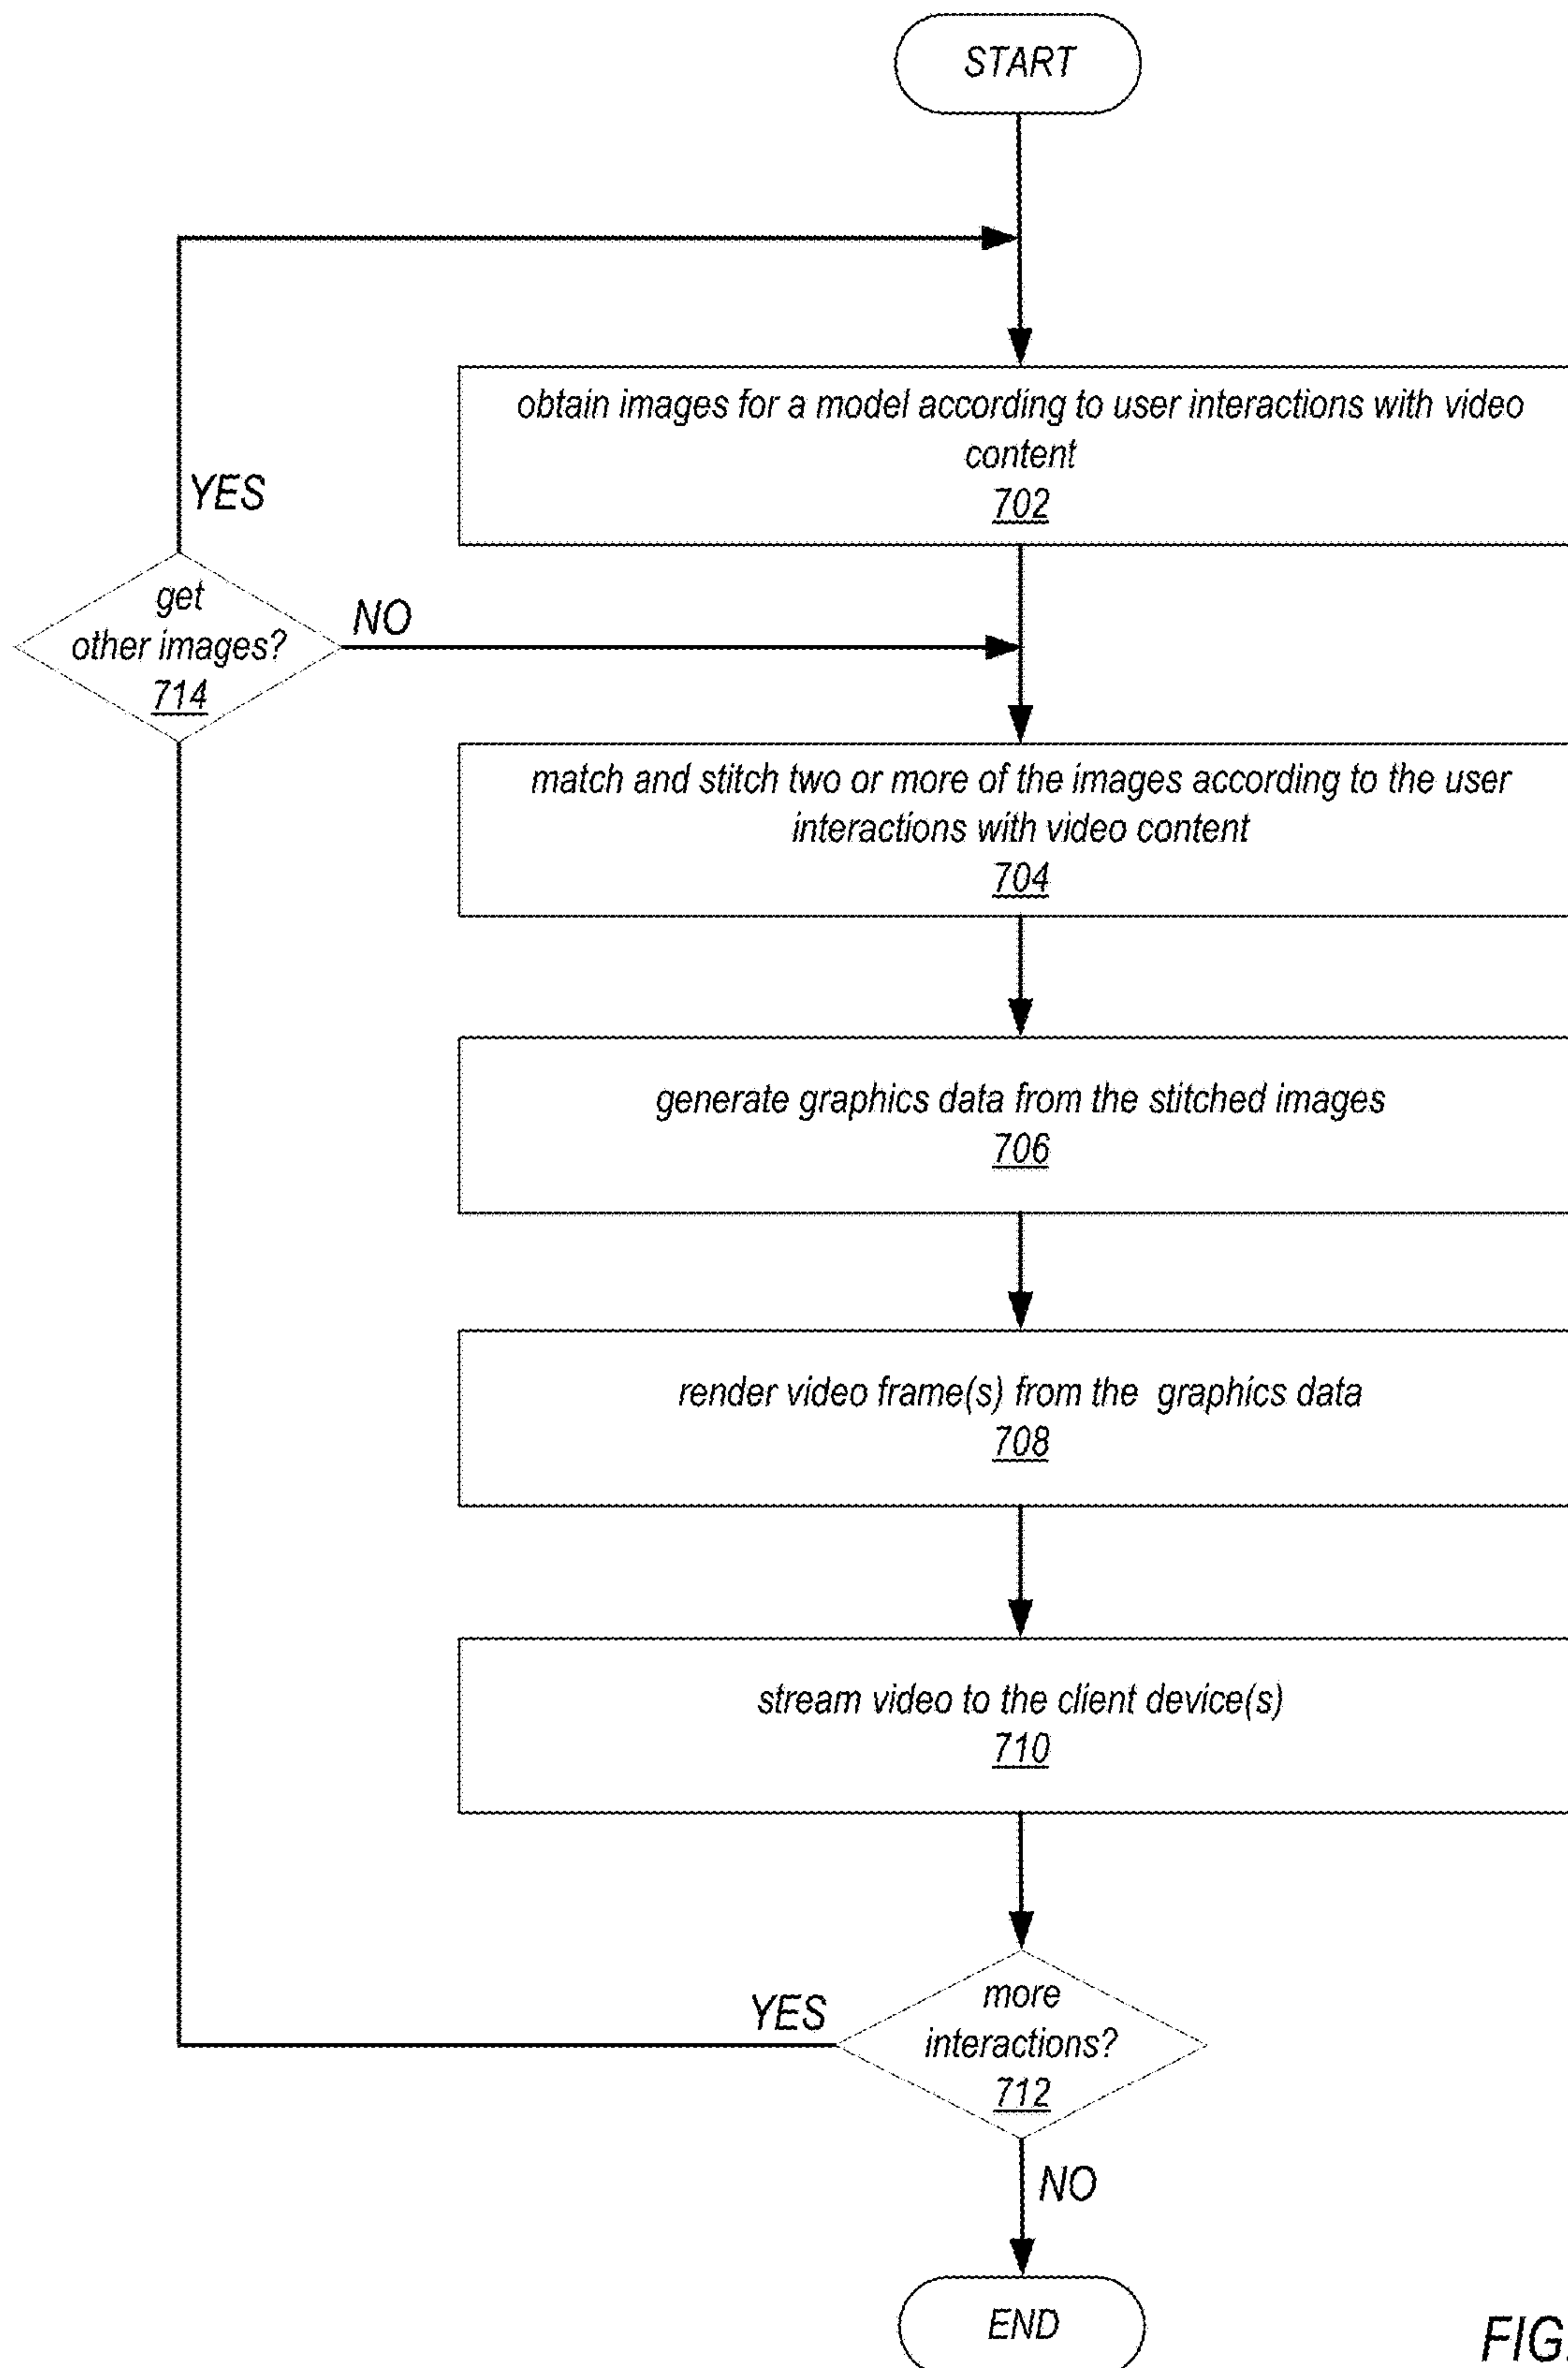 START
obtain images for a model according to user interactions with video
content
702
YES
get
other images?
714
NO
match and stitch two or more of the images according to the user
interactions with video content
704
generate graphics data from the stitched images
706
render video frame(s) from the graphics data
708
stream video to the client device(s)
710
more
interactions?
712
YES
NO
END
FIG.